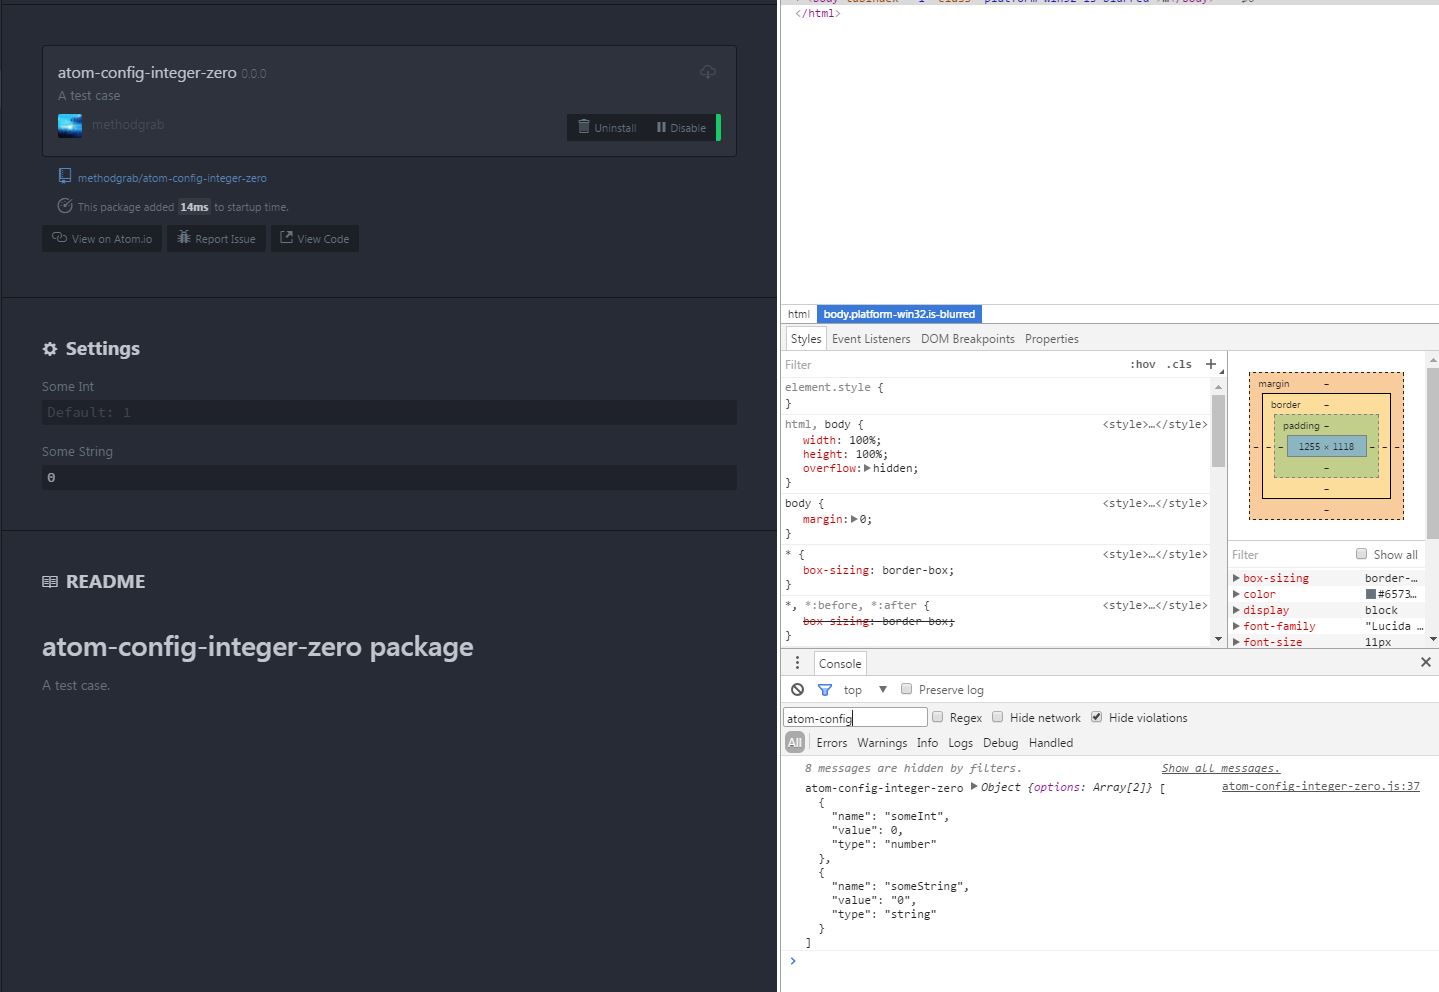 atom-config-integer-zero 0.0.0
A test case
methodgrab
Uninstall
Disable
methodgrab/atom-config-integer-zero
This package added 14ms to startup time.
View on Atom.io
Report Issue
View Code
Settings
Some Int
Default: 1
Some String
0
README
atom-config-integer-zero package
A test case.
</html>
html
body.platform-win32.is-blurred
Styles
Event Listeners
DOM Breakpoints
Properties
Filter
:hov .cls +
element.style {
}
html, body { <style>…</style>
width: 100%;
height: 100%;
overflow:▶hidden;
}
body { <style>…</style>
margin:▶0;
}
* { <style>…</style>
box-sizing: border-box;
}
*, *:before, *:after { <style>…</style>
box-sizing: border-box;
}
margin –
border –
padding –
– – – 1255 × 1118 – – –
–
–
–
Filter
Show all
▶ box-sizing border-…
▶ color #6573…
▶ display block
▶ font-family "Lucida …
▶ font-size 11px
Console
top ▼
Preserve log
atom-config
Regex
Hide network
Hide violations
All
Errors
Warnings
Info
Logs
Debug
Handled
8 messages are hidden by filters.
Show all messages.
atom-config-integer-zero ▶Object {options: Array[2]} [
atom-config-integer-zero.js:37
{
"name": "someInt",
"value": 0,
"type": "number"
},
{
"name": "someString",
"value": "0",
"type": "string"
}
]
>